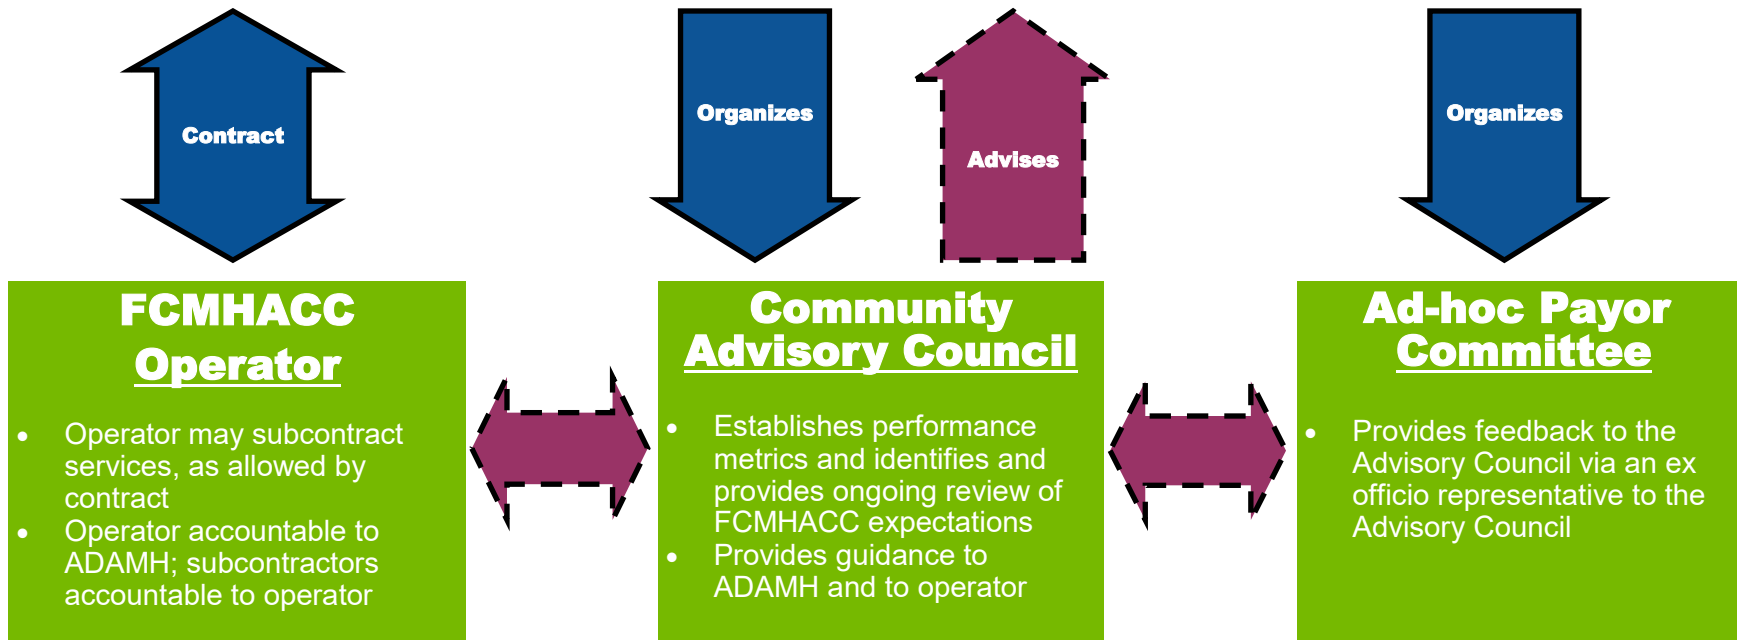 Contract
Organizes
Advises
Organizes
FCMHACC
Operator
• Operator may subcontract
services, as allowed by
contract
• Operator accountable to
ADAMH; subcontractors
accountable to operator
Community
Advisory Council
• Establishes performance
metrics and identifies and
provides ongoing review of
FCMHACC expectations
• Provides guidance to
ADAMH and to operator
Ad-hoc Payor
Committee
• Provides feedback to the
Advisory Council via an ex
officio representative to the
Advisory Council